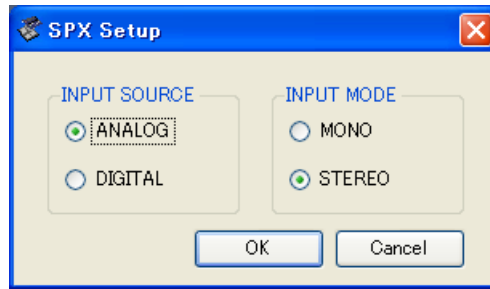 SPX Setup
INPUT SOURCE
ANALOG
DIGITAL
INPUT MODE
MONO
STEREO
OK
Cancel